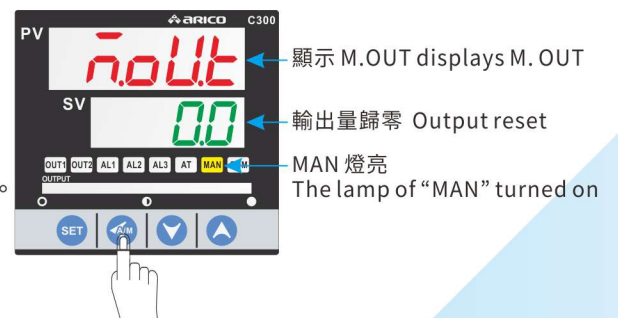 ARICO C300
PV
M.OUt
顯示 M.OUT displays M. OUT
SV
0.0
輸出量歸零 Output reset
OUT1 OUT2 AL1 AL2 AL3 AT MAN
MAN 燈亮
OUTPUT
The lamp of “MAN” turned on
SET A/M